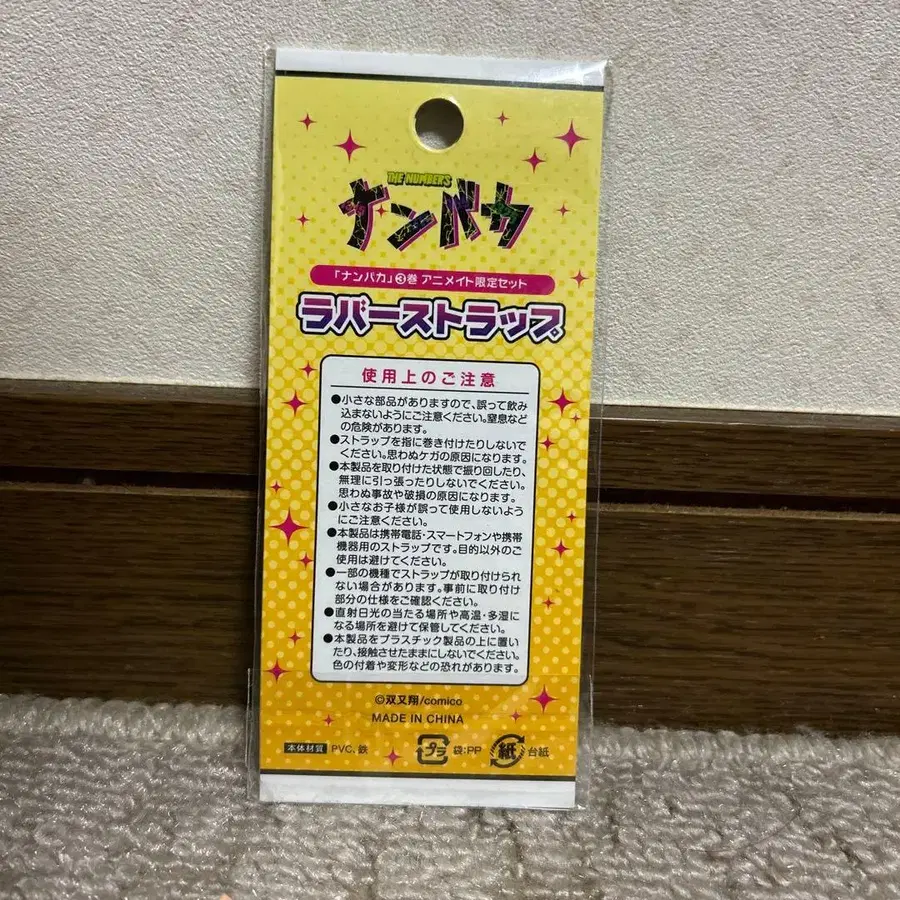 THE NUMBERS
ナンバカ
「ナンバカ」③巻 アニメイト限定セット
ラバーストラップ
使用上のご注意
●小さな部品がありますので、誤って飲み
込まないようにご注意ください。窒息など
の危険があります。
●ストラップを指に巻き付けたりしないで
ください。思わぬケガの原因になります。
●本製品を取り付けた状態で振り回したり、
無理に引っ張ったりしないでください。
思わぬ事故や破損の原因になります。
●小さなお子様が誤って使用しないよう
にご注意ください。
●本製品は携帯電話・スマートフォンや携帯
機器用のストラップです。目的以外のご
使用は避けてください。
●一部の機種でストラップが取り付けられ
ない場合があります。事前に取り付け
部分の仕様をご確認ください。
●直射日光の当たる場所や高温・多湿に
なる場所を避けて保管してください。
●本製品をプラスチック製品の上に置い
たり、接触させたままにしないでください。
色の付着や変形などの恐れがあります。
©双又翔/comico
MADE IN CHINA
本体材質 PVC、鉄 プラ 袋:PP 紙 台紙